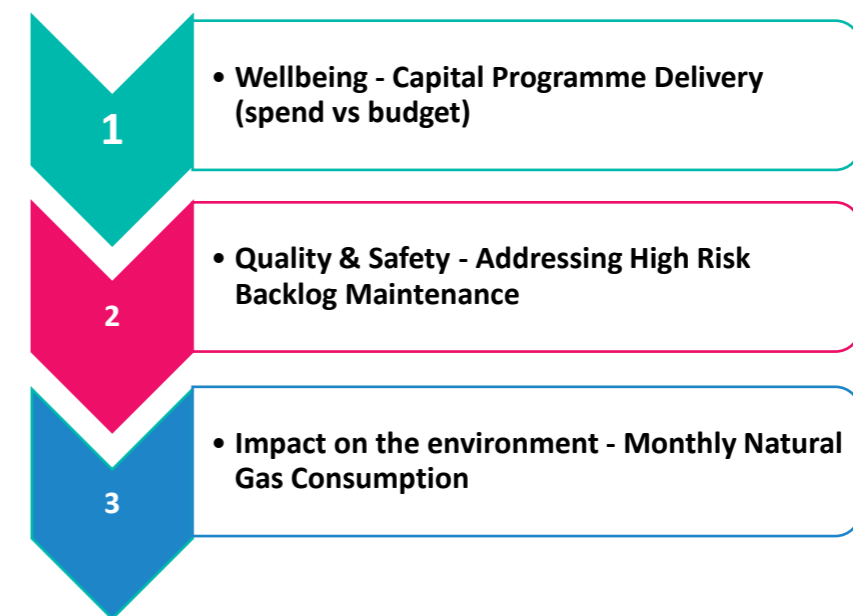 1
• Wellbeing - Capital Programme Delivery
(spend vs budget)
2
• Quality & Safety - Addressing High Risk
Backlog Maintenance
3
• Impact on the environment - Monthly Natural
Gas Consumption